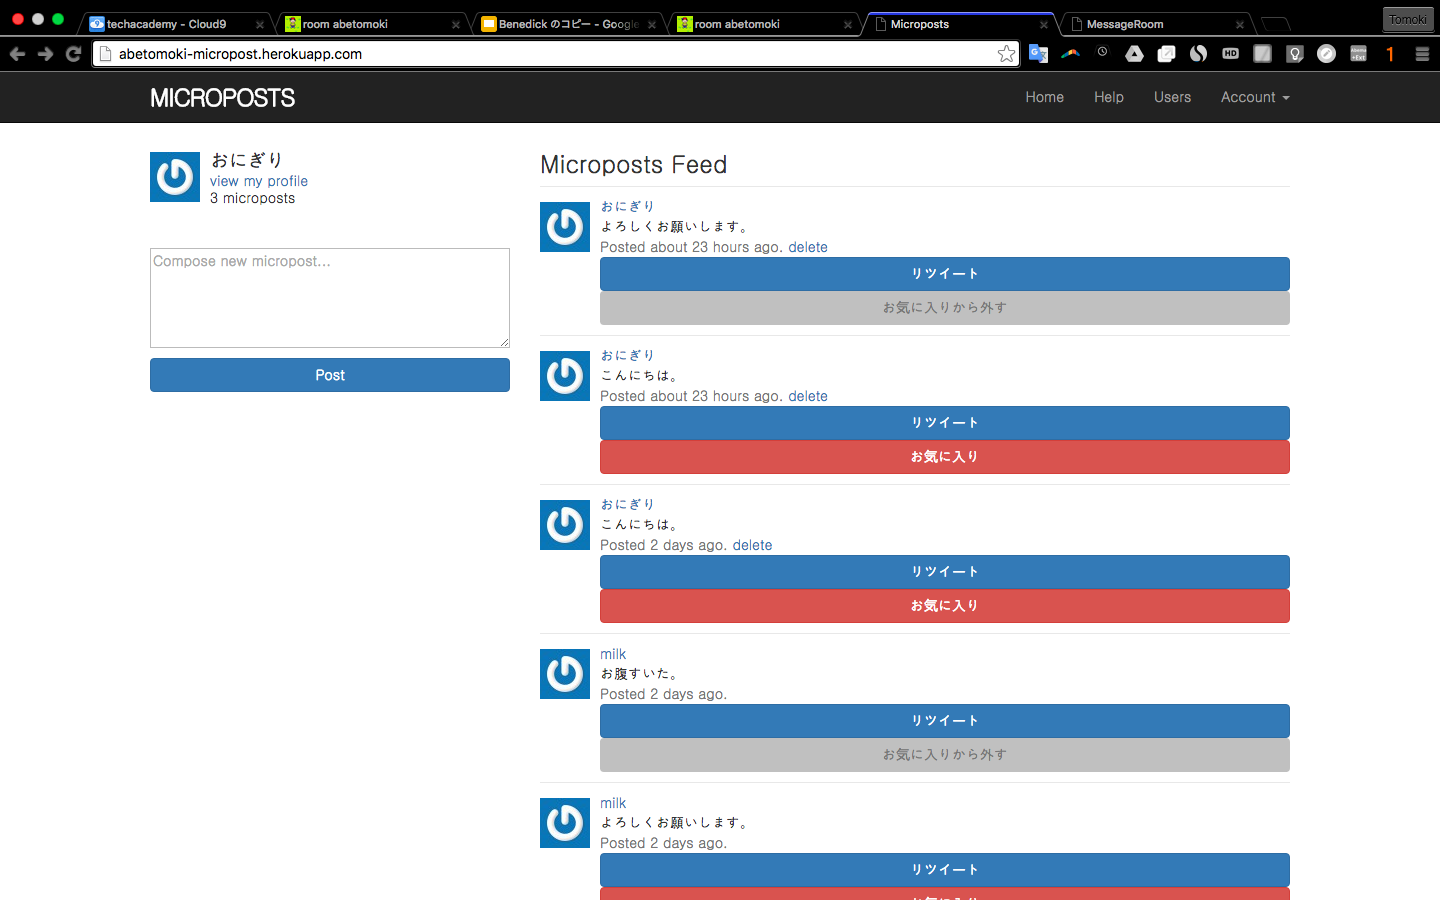 techacademy - Cloud9
room abetomoki
Benedick のコピー - Google
room abetomoki
Microposts
MessageRoom
Tomoki
abetomoki-micropost.herokuapp.com
HD
1
MICROPOSTS
Home
Help
Users
Account
おにぎり
view my profile
3 microposts
Compose new micropost...
Post
Microposts Feed
おにぎり
よろしくお願いします。
Posted about 23 hours ago. delete
リツイート
お気に入りから外す
おにぎり
こんにちは。
Posted about 23 hours ago. delete
リツイート
お気に入り
おにぎり
こんにちは。
Posted 2 days ago. delete
リツイート
お気に入り
milk
お腹すいた。
Posted 2 days ago.
リツイート
お気に入りから外す
milk
よろしくお願いします。
Posted 2 days ago.
リツイート